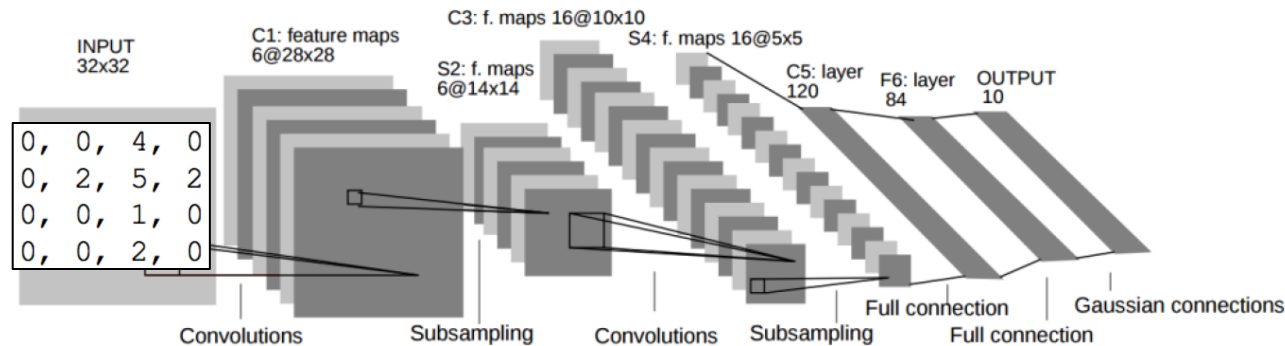 INPUT
32x32
C1: feature maps
6@28x28
S2: f. maps
6@14x14
C3: f. maps 16@10x10
S4: f. maps 16@5x5
C5: layer
120
F6: layer
84
OUTPUT
10
0, 0, 4, 0
0, 2, 5, 2
0, 0, 1, 0
0, 0, 2, 0
Convolutions
Subsampling
Convolutions
Subsampling
Full connection
Full connection
Gaussian connections